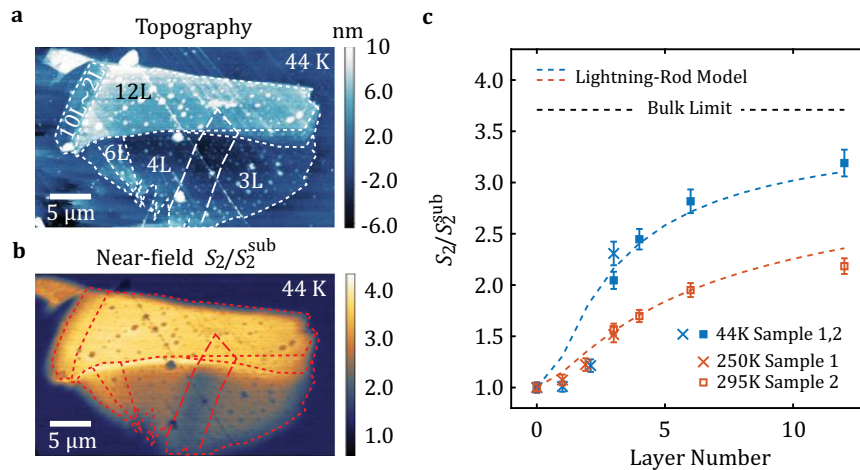 a
Topography
nm
44 K
10
6.0
2.0
-2.0
-6.0
10L~2L
12L
6L
4L
3L
5 μm
b
Near-field S₂/S₂ˢᵘᵇ
44 K
4.0
3.0
2.0
1.0
5 μm
c
S₂/S₂ˢᵘᵇ
4.0
3.5
3.0
2.5
2.0
1.5
1.0
Lightning-Rod Model
Bulk Limit
44K Sample 1,2
250K Sample 1
295K Sample 2
0
5
10
Layer Number